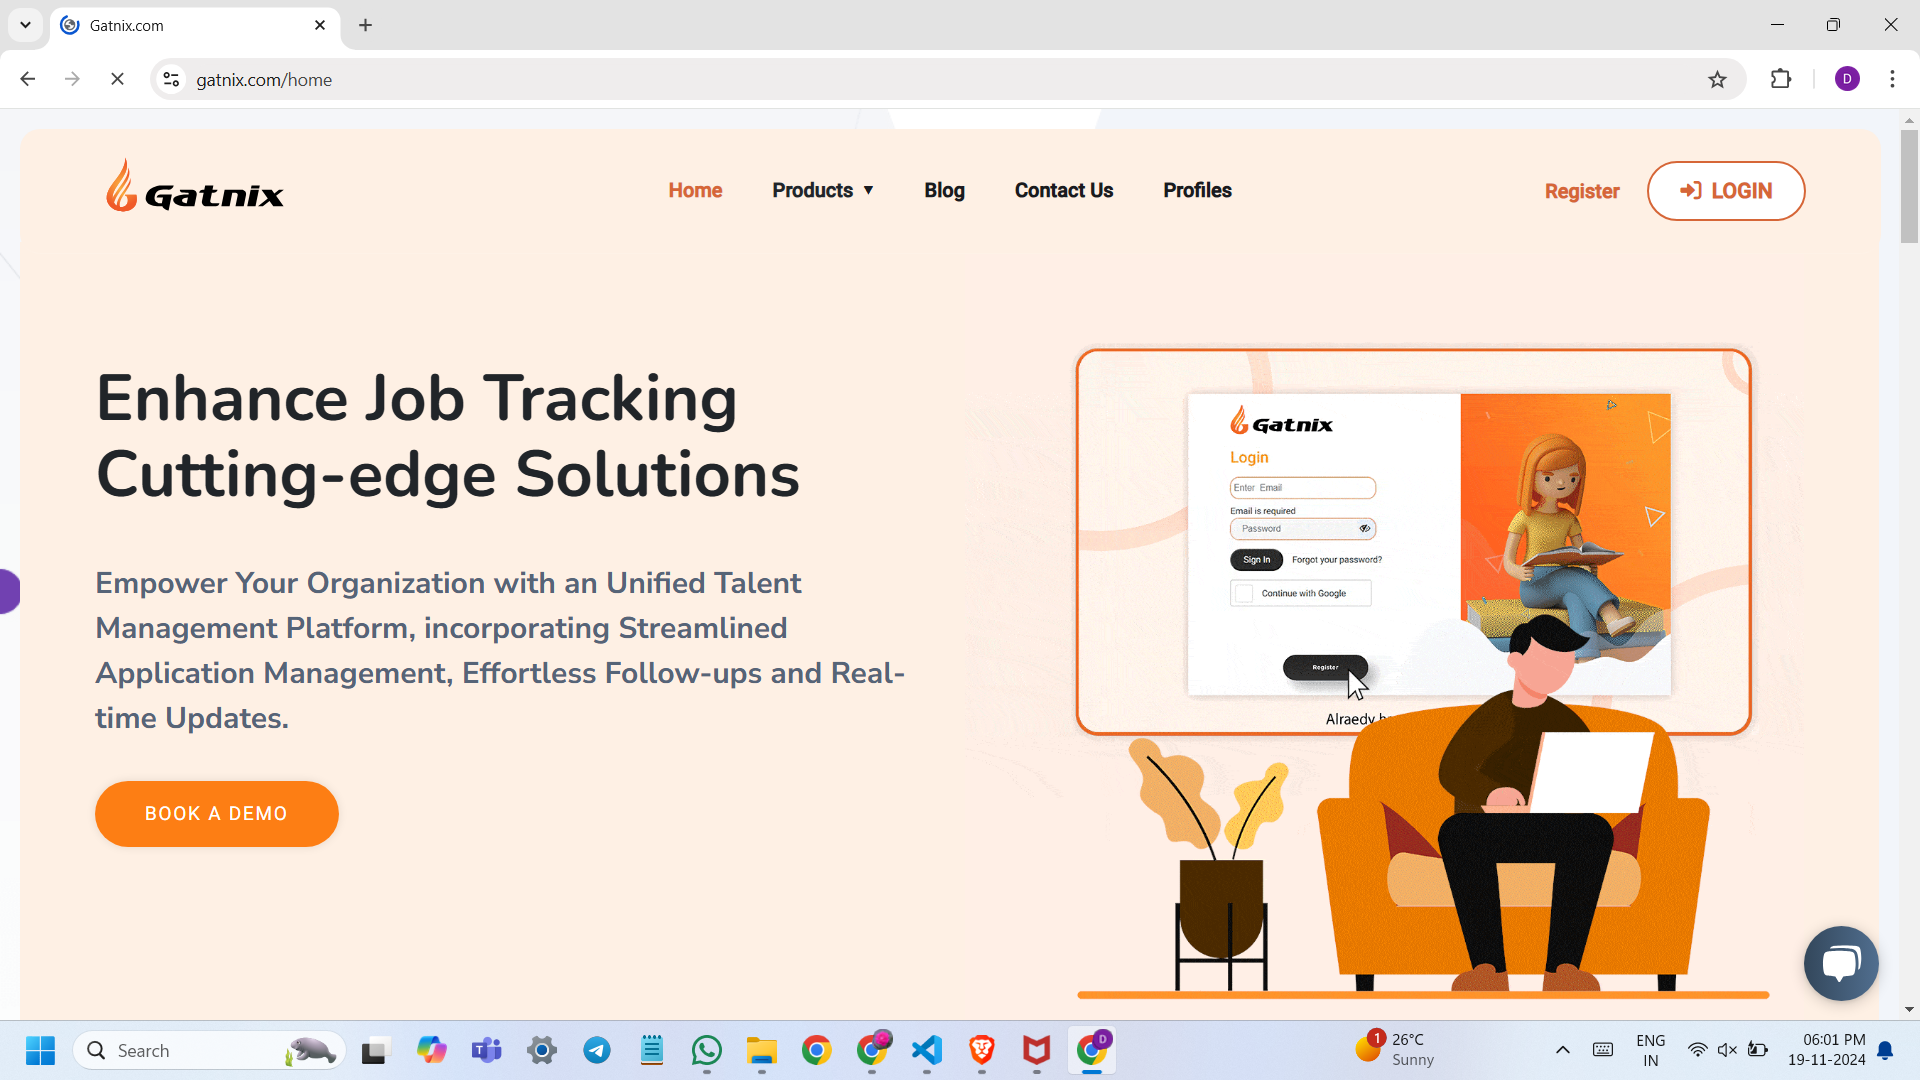 Gatnix.com
gatnix.com/home
D
Gatnix
Home
Products ▼
Blog
Contact Us
Profiles
Register
LOGIN
Enhance Job Tracking
Cutting-edge Solutions
Empower Your Organization with an Unified Talent
Management Platform, incorporating Streamlined
Application Management, Effortless Follow-ups and Real-
time Updates.
BOOK A DEMO
Gatnix
Login
Enter Email
Email is required
Password
Sign In
Forgot your password?
Continue with Google
Register
Alraedy
Search
T
D
1
26°C
Sunny
ENG
IN
06:01 PM
19-11-2024